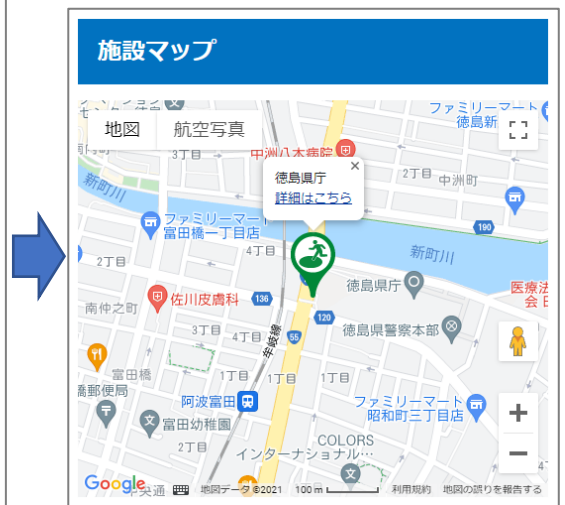 施設マップ
地図
航空写真
ファミリーマート
徳島新
3丁目
中洲八木病院
徳島県庁
詳細はこちら
2丁目
中洲町
新町川
ファミリーマート
富田橋一丁目店
190
新町川
2丁目
4丁目
徳島県庁
医療法
佐川皮膚科
136
南仲之町
120
3丁目
4丁目
55
徳島県警察本部
牟岐線
富田橋
1丁目
1丁目
1丁目
橋郵便局
阿波富田
ファミリーマート
昭和町三丁目店
富田幼稚園
2丁目
COLORS
インターナショナル…
Google
中央通
地図データ ©2021
100 m
利用規約
地図の誤りを報告する